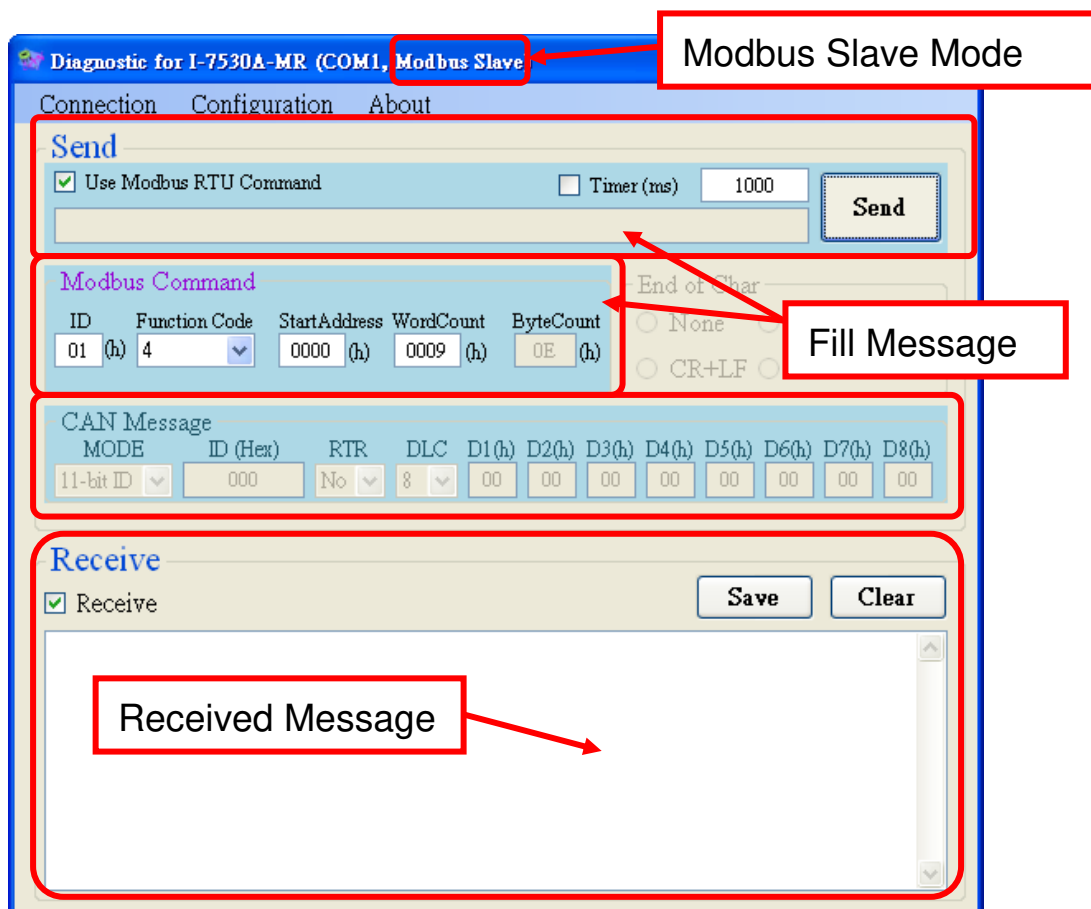 Modbus Slave Mode
Diagnostic for I-7530A-MR (COM1, Modbus Slave)
Connection Configuration About
Send
Use Modbus RTU Command Timer (ms) 1000 Send
Modbus Command End of Char
ID Function Code StartAddress WordCount ByteCount None
01 (h) 4 0000 (h) 0009 (h) 0E (h) CR+LF
Fill Message
CAN Message
MODE ID (Hex) RTR DLC D1(h) D2(h) D3(h) D4(h) D5(h) D6(h) D7(h) D8(h)
11-bit ID 000 No 8 00 00 00 00 00 00 00 00
Receive
Receive Save Clear
Received Message